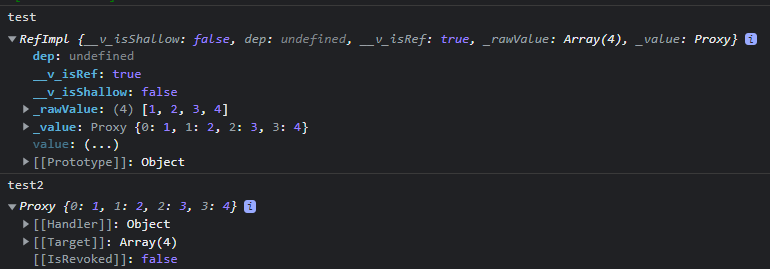 test
RefImpl {__v_isShallow: false, dep: undefined, __v_isRef: true, _rawValue: Array(4), _value: Proxy} i
dep: undefined
__v_isRef: true
__v_isShallow: false
_rawValue: (4) [1, 2, 3, 4]
_value: Proxy {0: 1, 1: 2, 2: 3, 3: 4}
value: (...)
[[Prototype]]: Object
test2
Proxy {0: 1, 1: 2, 2: 3, 3: 4} i
[[Handler]]: Object
[[Target]]: Array(4)
[[IsRevoked]]: false